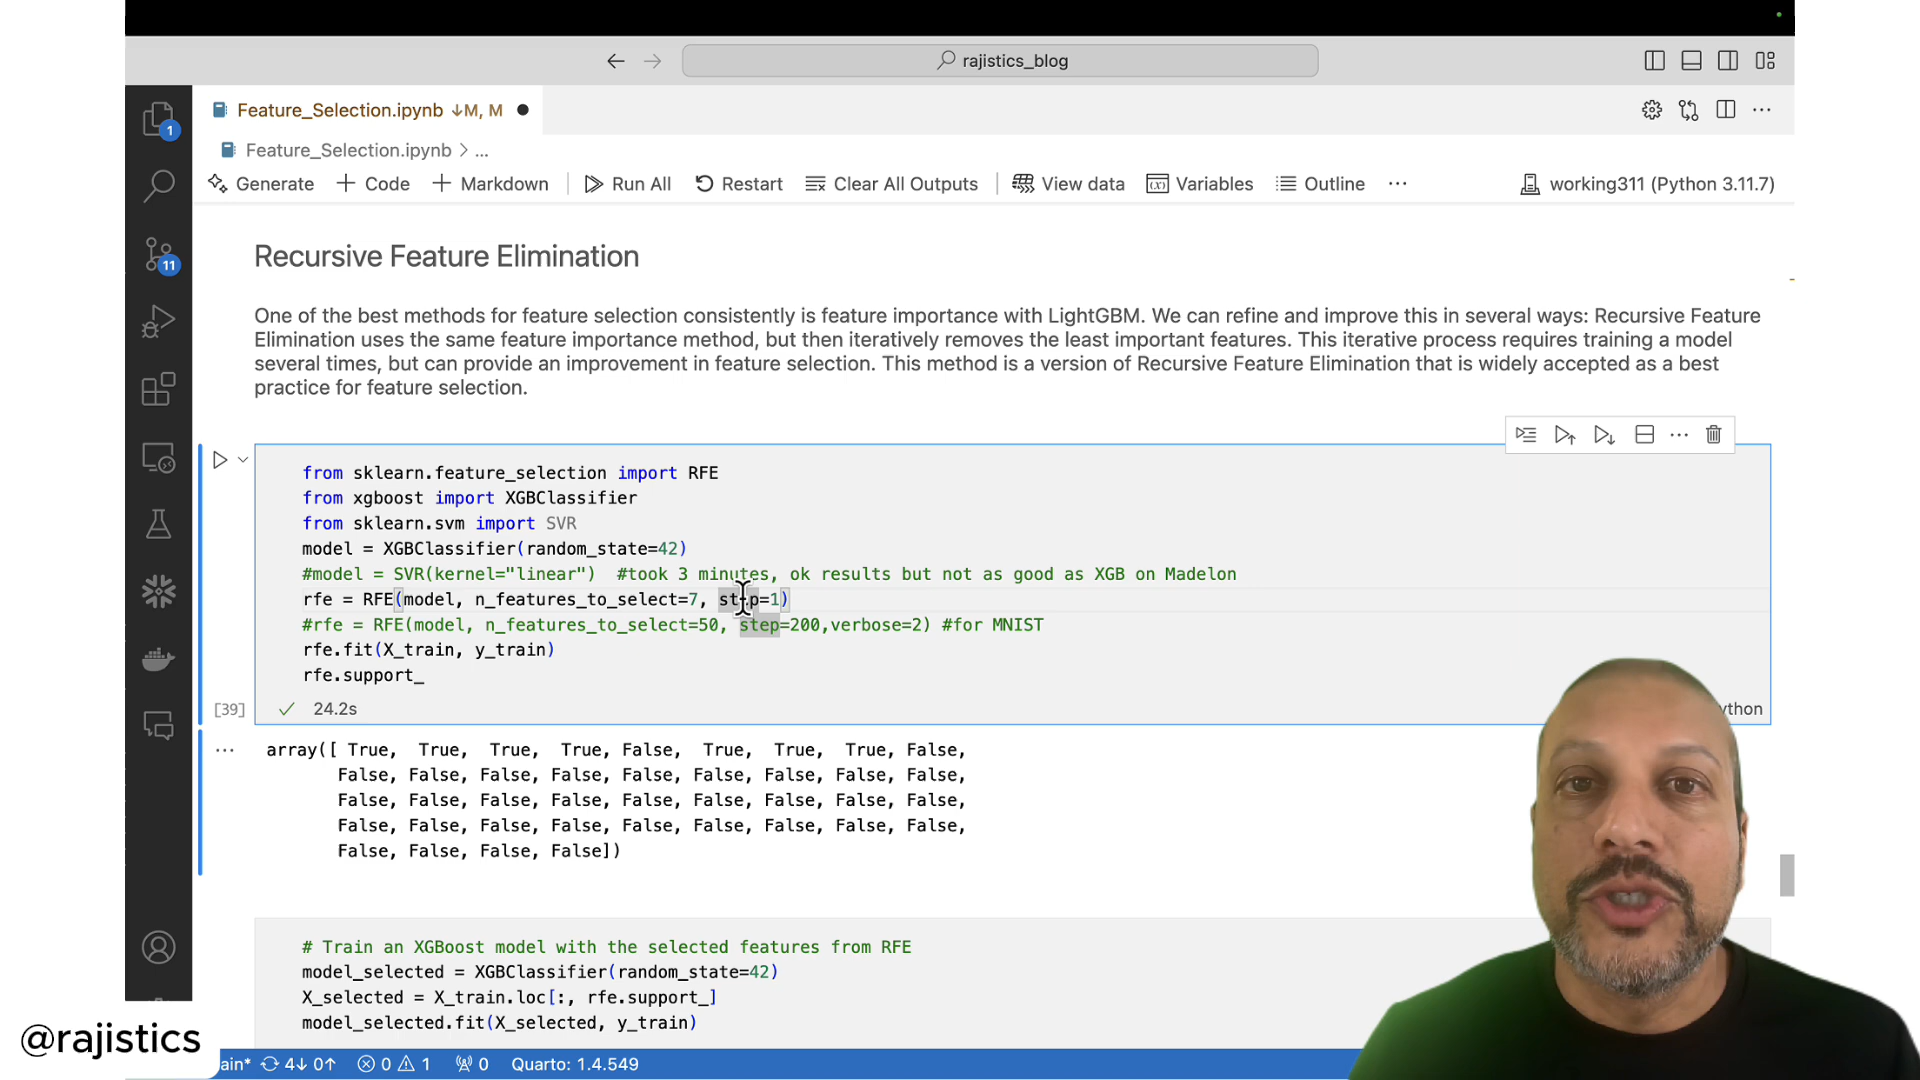 rajistics_blog
Feature_Selection.ipynb ↓M, M ●
Feature_Selection.ipynb > ...
Generate + Code + Markdown Run All Restart Clear All Outputs View data Variables Outline ... working311 (Python 3.11.7)
1
11
Recursive Feature Elimination
One of the best methods for feature selection consistently is feature importance with LightGBM. We can refine and improve this in several ways: Recursive Feature
Elimination uses the same feature importance method, but then iteratively removes the least important features. This iterative process requires training a model
several times, but can provide an improvement in feature selection. This method is a version of Recursive Feature Elimination that is widely accepted as a best
practice for feature selection.
from sklearn.feature_selection import RFE
from xgboost import XGBClassifier
from sklearn.svm import SVR
model = XGBClassifier(random_state=42)
#model = SVR(kernel="linear")  #took 3 minutes, ok results but not as good as XGB on Madelon
rfe = RFE(model, n_features_to_select=7, step=1)
#rfe = RFE(model, n_features_to_select=50, step=200,verbose=2) #for MNIST
rfe.fit(X_train, y_train)
rfe.support_
[39] ✓ 24.2s ython
array([ True,  True,  True,  True, False,  True,  True,  True, False,
False, False, False, False, False, False, False, False, False,
False, False, False, False, False, False, False, False, False,
False, False, False, False, False, False, False, False, False,
False, False, False, False])
# Train an XGBoost model with the selected features from RFE
model_selected = XGBClassifier(random_state=42)
X_selected = X_train.loc[:, rfe.support_]
model_selected.fit(X_selected, y_train)
@rajistics
ain* 4↓ 0↑ 0 1 0 Quarto: 1.4.549